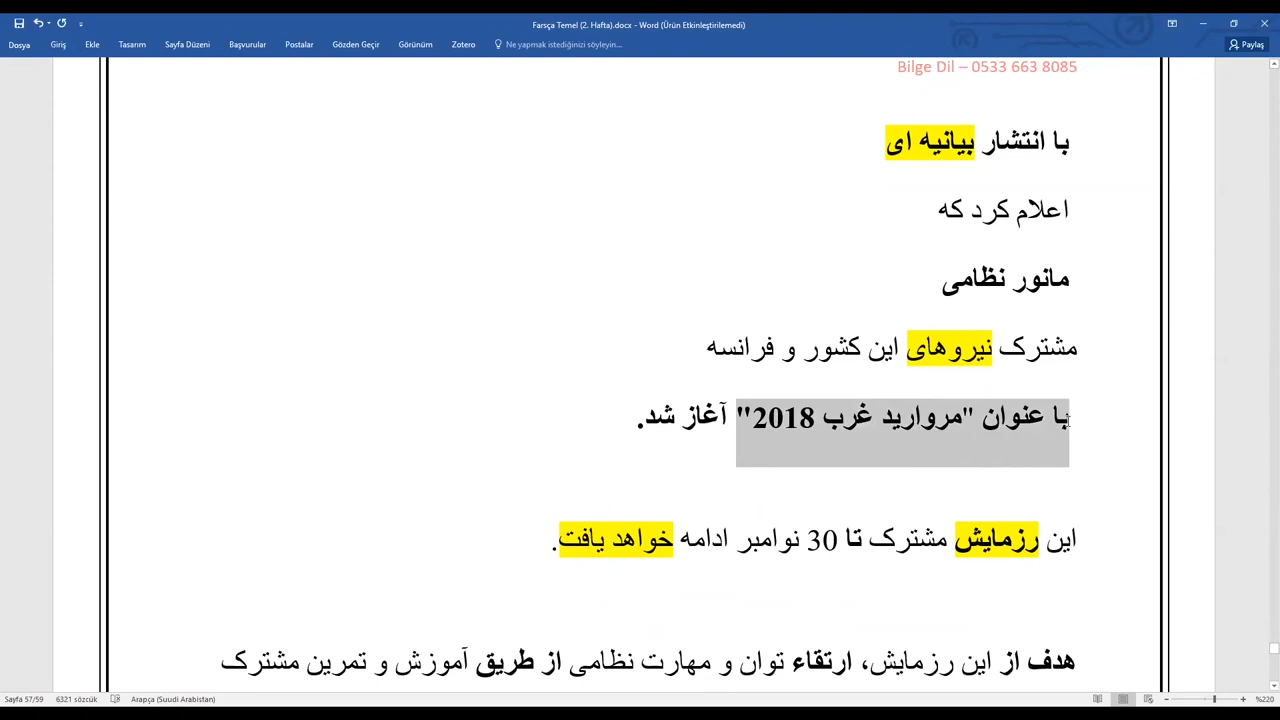 Farsça Temel (2. Hafta).docx - Word (Ürün Etkinleştirilemedi)
Dosya Giriş Ekle Tasarım Sayfa Düzeni Başvurular Postalar Gözden Geçir Görünüm Zotero Ne yapmak istediğinizi söyleyin... Paylaş
Bilge Dil – 0533 663 8085
با انتشار بیانیه ای
اعلام کرد که
مانور نظامی
مشترک نیروهای این کشور و فرانسه
با عنوان "مروارید غرب 2018" آغاز شد.
این رزمایش مشترک تا 30 نوامبر ادامه خواهد یافت.
هدف از این رزمایش، ارتقاء توان و مهارت نظامی از طریق آموزش و تمرین مشترک
Sayfa 57/59 6321 sözcük Arapça (Suudi Arabistan) %220